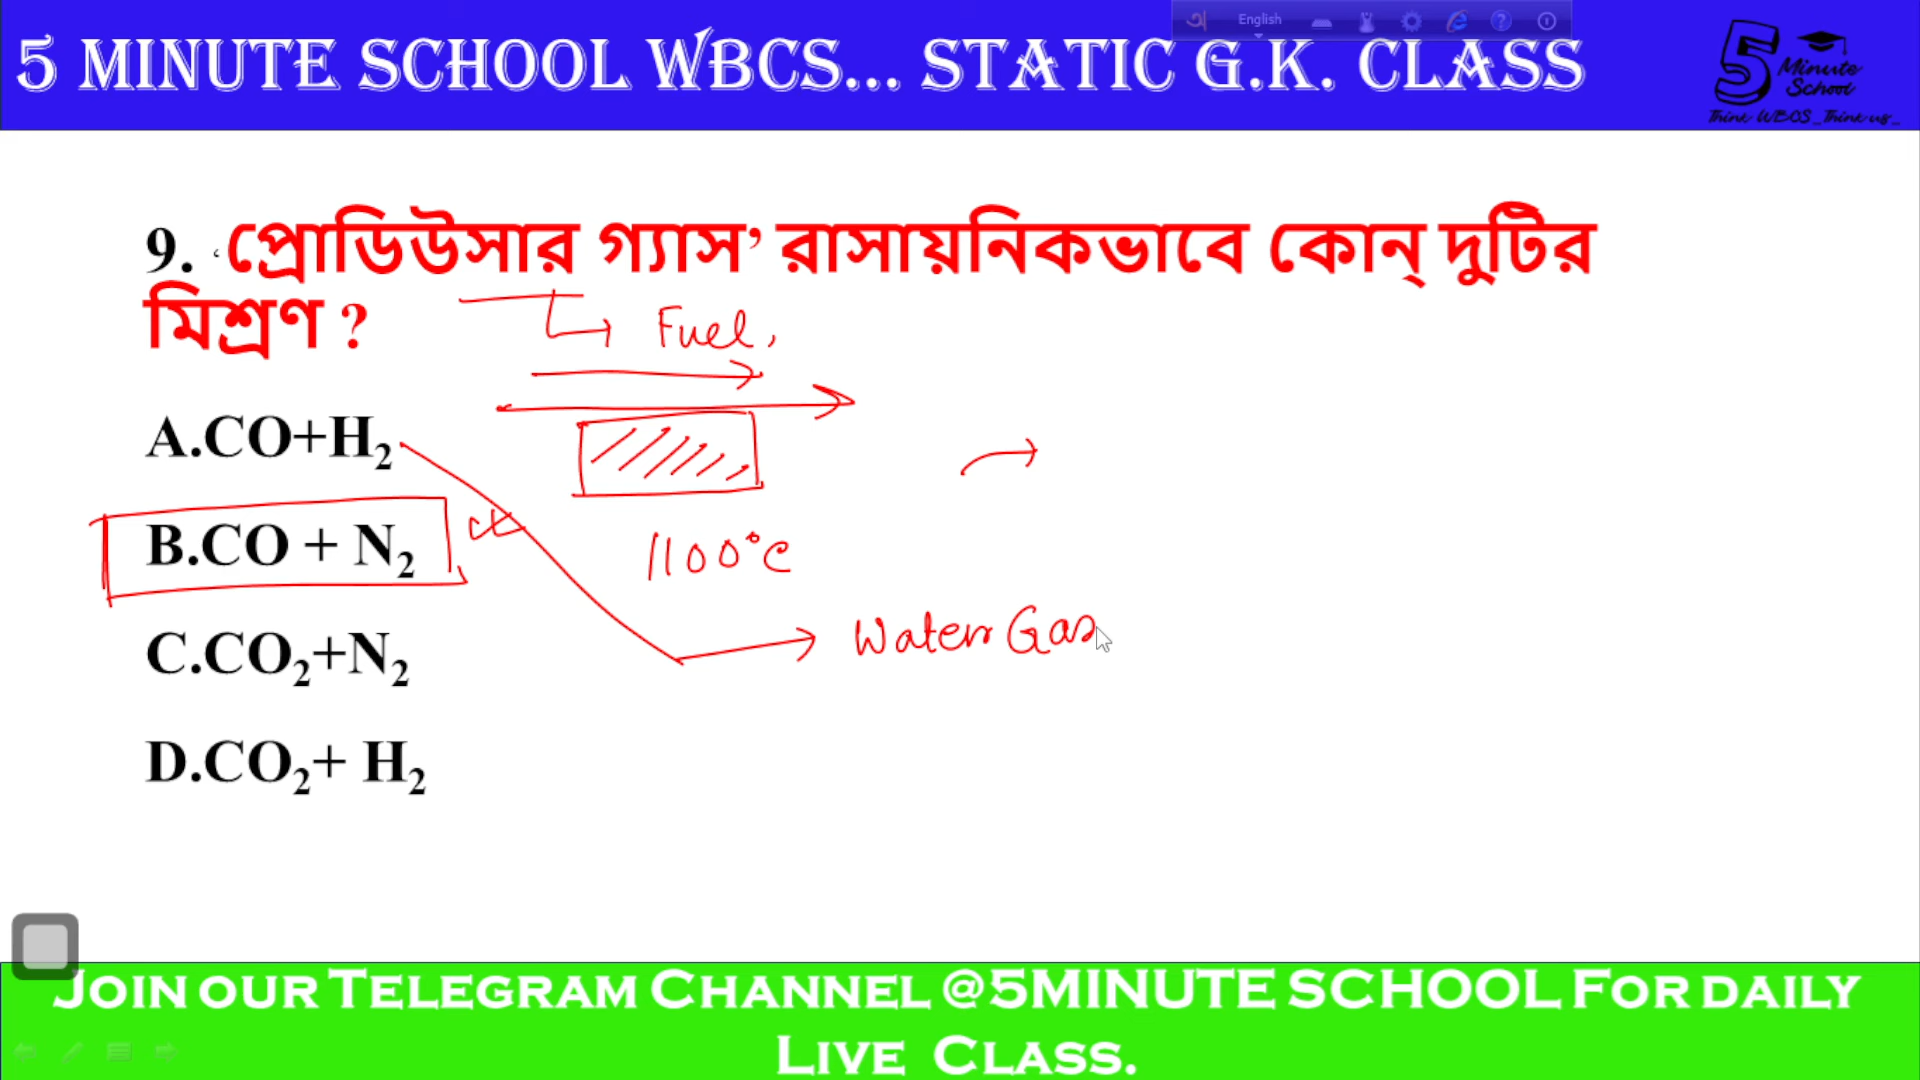 English
5 MINUTE SCHOOL WBCS... STATIC G.K. CLASS
5 Minute School
Think WBCS_Think us_
9. ‘প্রোডিউসার গ্যাস’ রাসায়নিকভাবে কোন্ দুটির
মিশ্রণ ?
Fuel,
A.CO+H₂
B.CO + N₂
1100°C
Water Gas
C.CO₂+N₂
D.CO₂+ H₂
JOIN OUR TELEGRAM CHANNEL @5MINUTE SCHOOL FOR DAILY
LIVE CLASS.